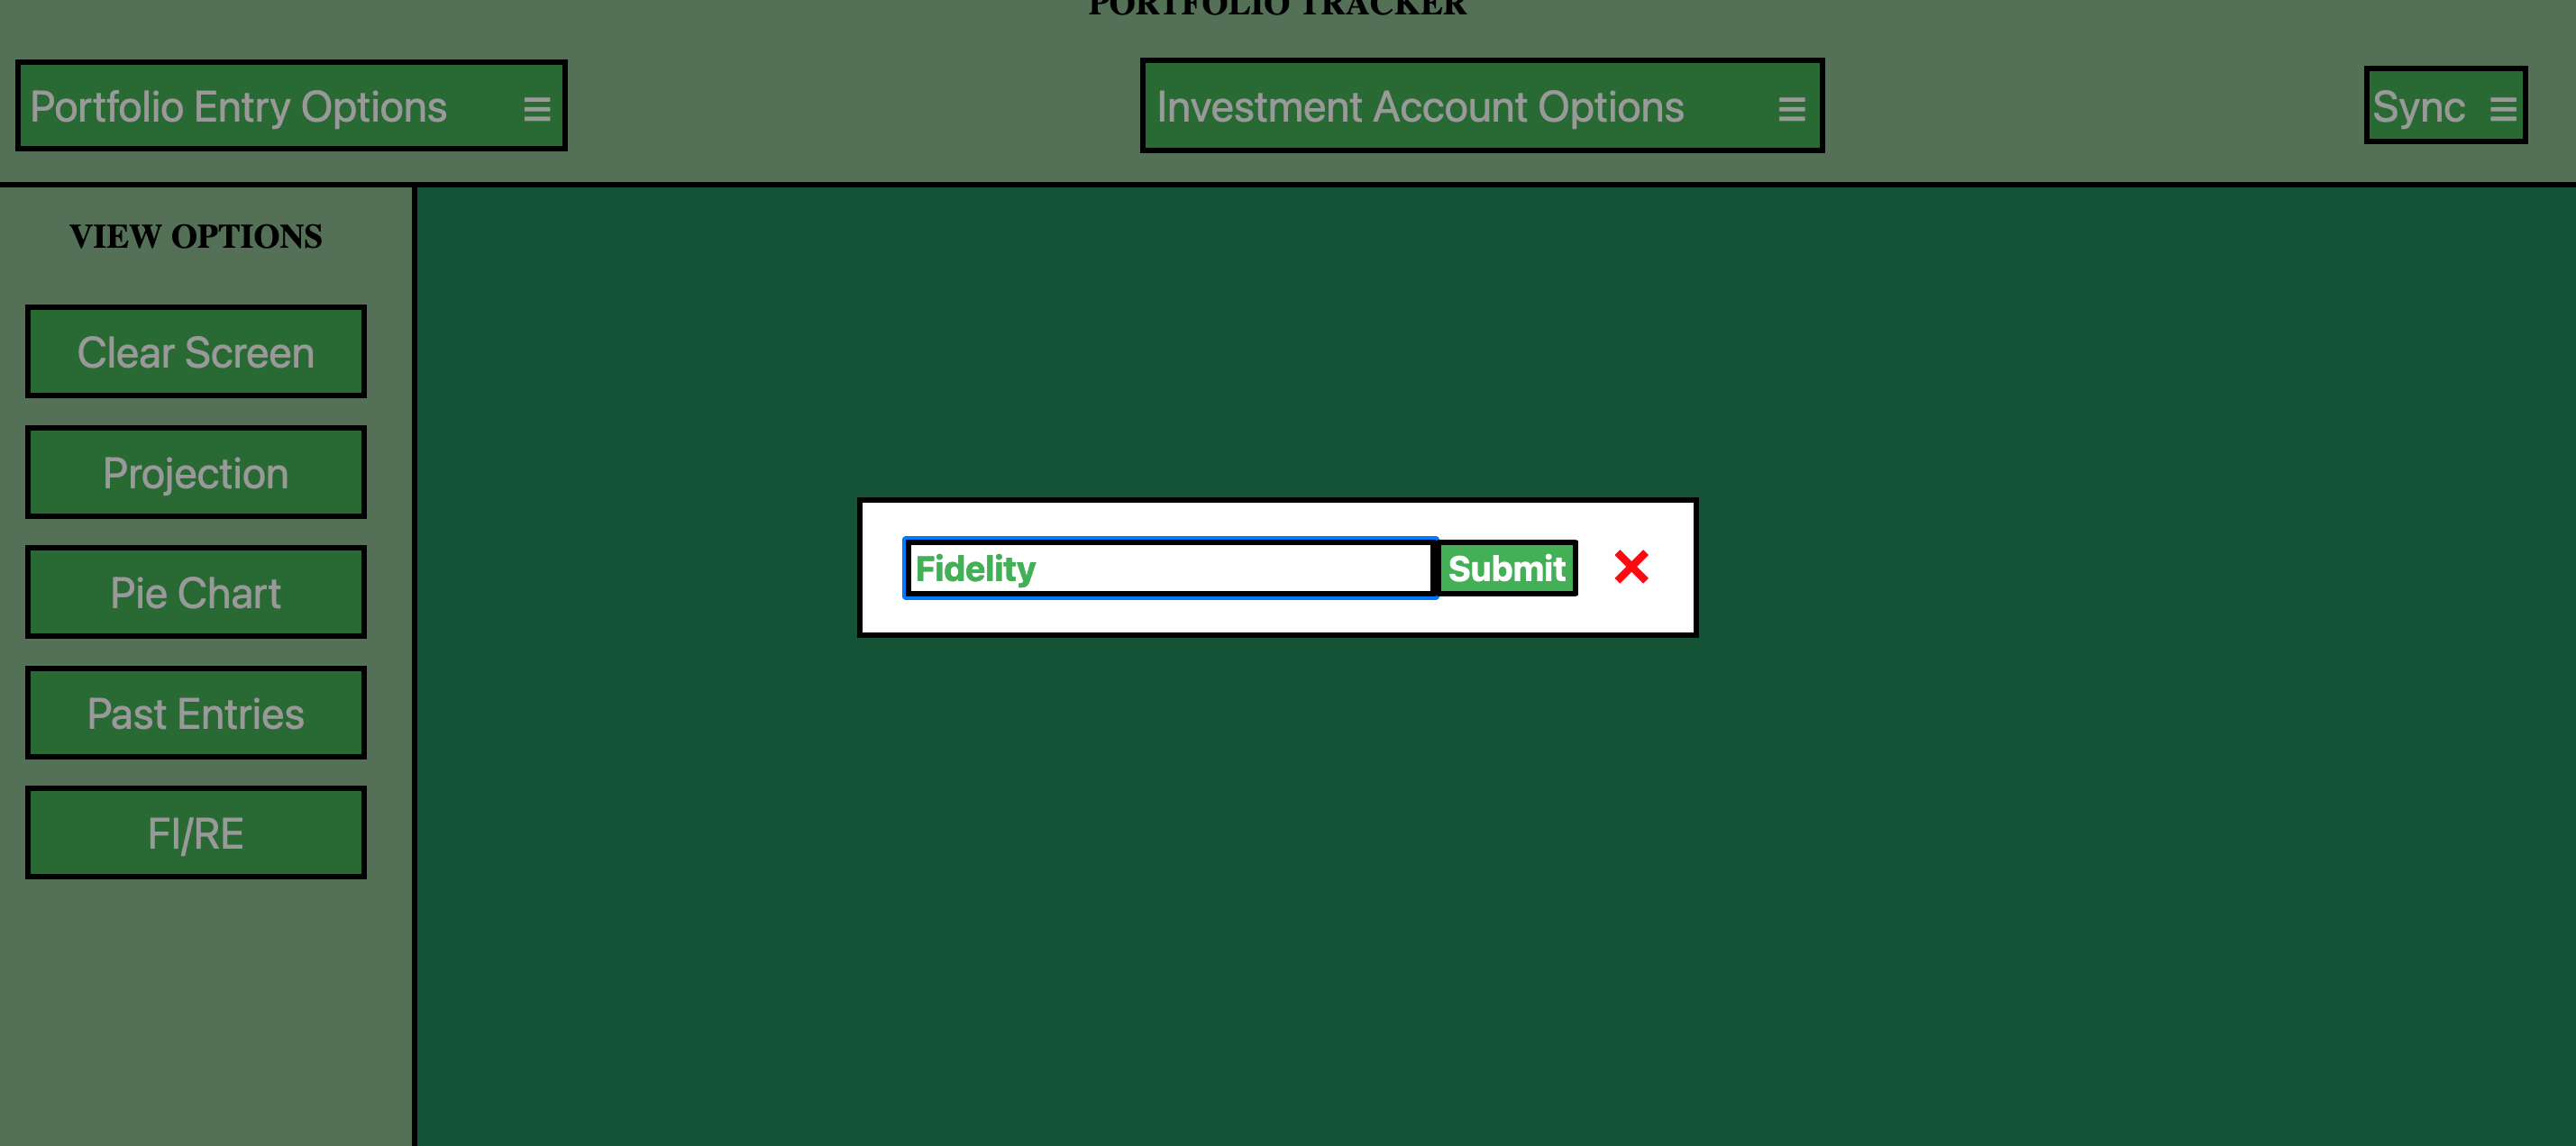 PORTFOLIO TRACKER
Portfolio Entry Options
Investment Account Options
Sync
VIEW OPTIONS
Clear Screen
Projection
Pie Chart
Past Entries
FI/RE
Fidelity
Submit